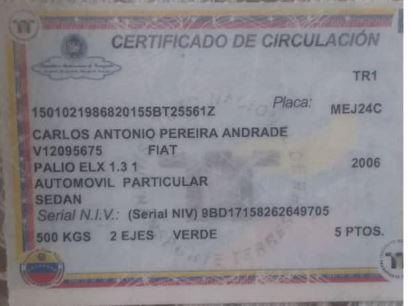 CERTIFICADO DE CIRCULACIÓN
TR1
1501021986820155BT25561Z Placa: MEJ24C
CARLOS ANTONIO PEREIRA ANDRADE
V12095675 FIAT
PALIO ELX 1.3 1 2006
AUTOMOVIL PARTICULAR
SEDAN
Serial N.I.V.: (Serial NIV) 9BD17158262649705
500 KGS 2 EJES VERDE 5 PTOS.